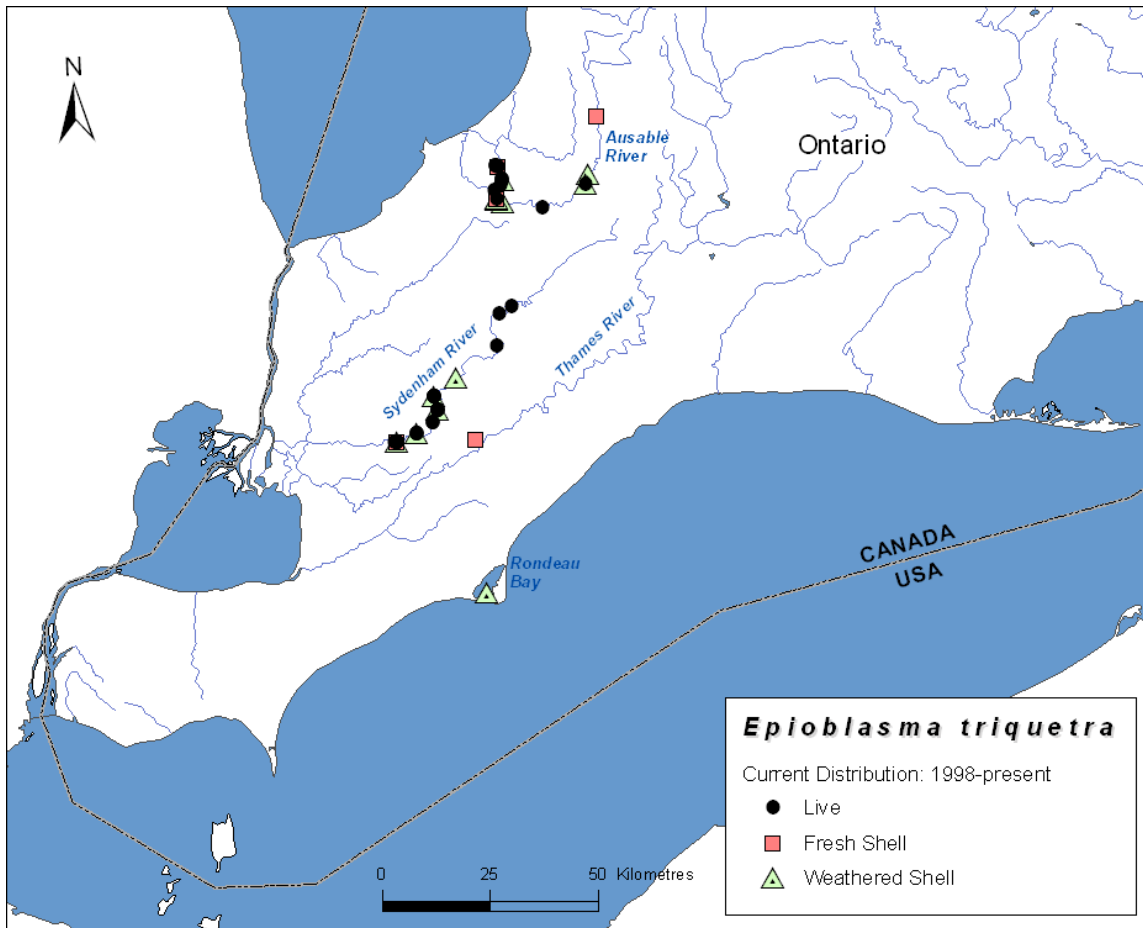 N
Ausable
River
Ontario
Sydenham River
Thames River
Rondeau
Bay
CANADA
USA
Epioblasma triquetra
Current Distribution: 1998-present
Live
Fresh Shell
Weathered Shell
0 25 50 Kilometres